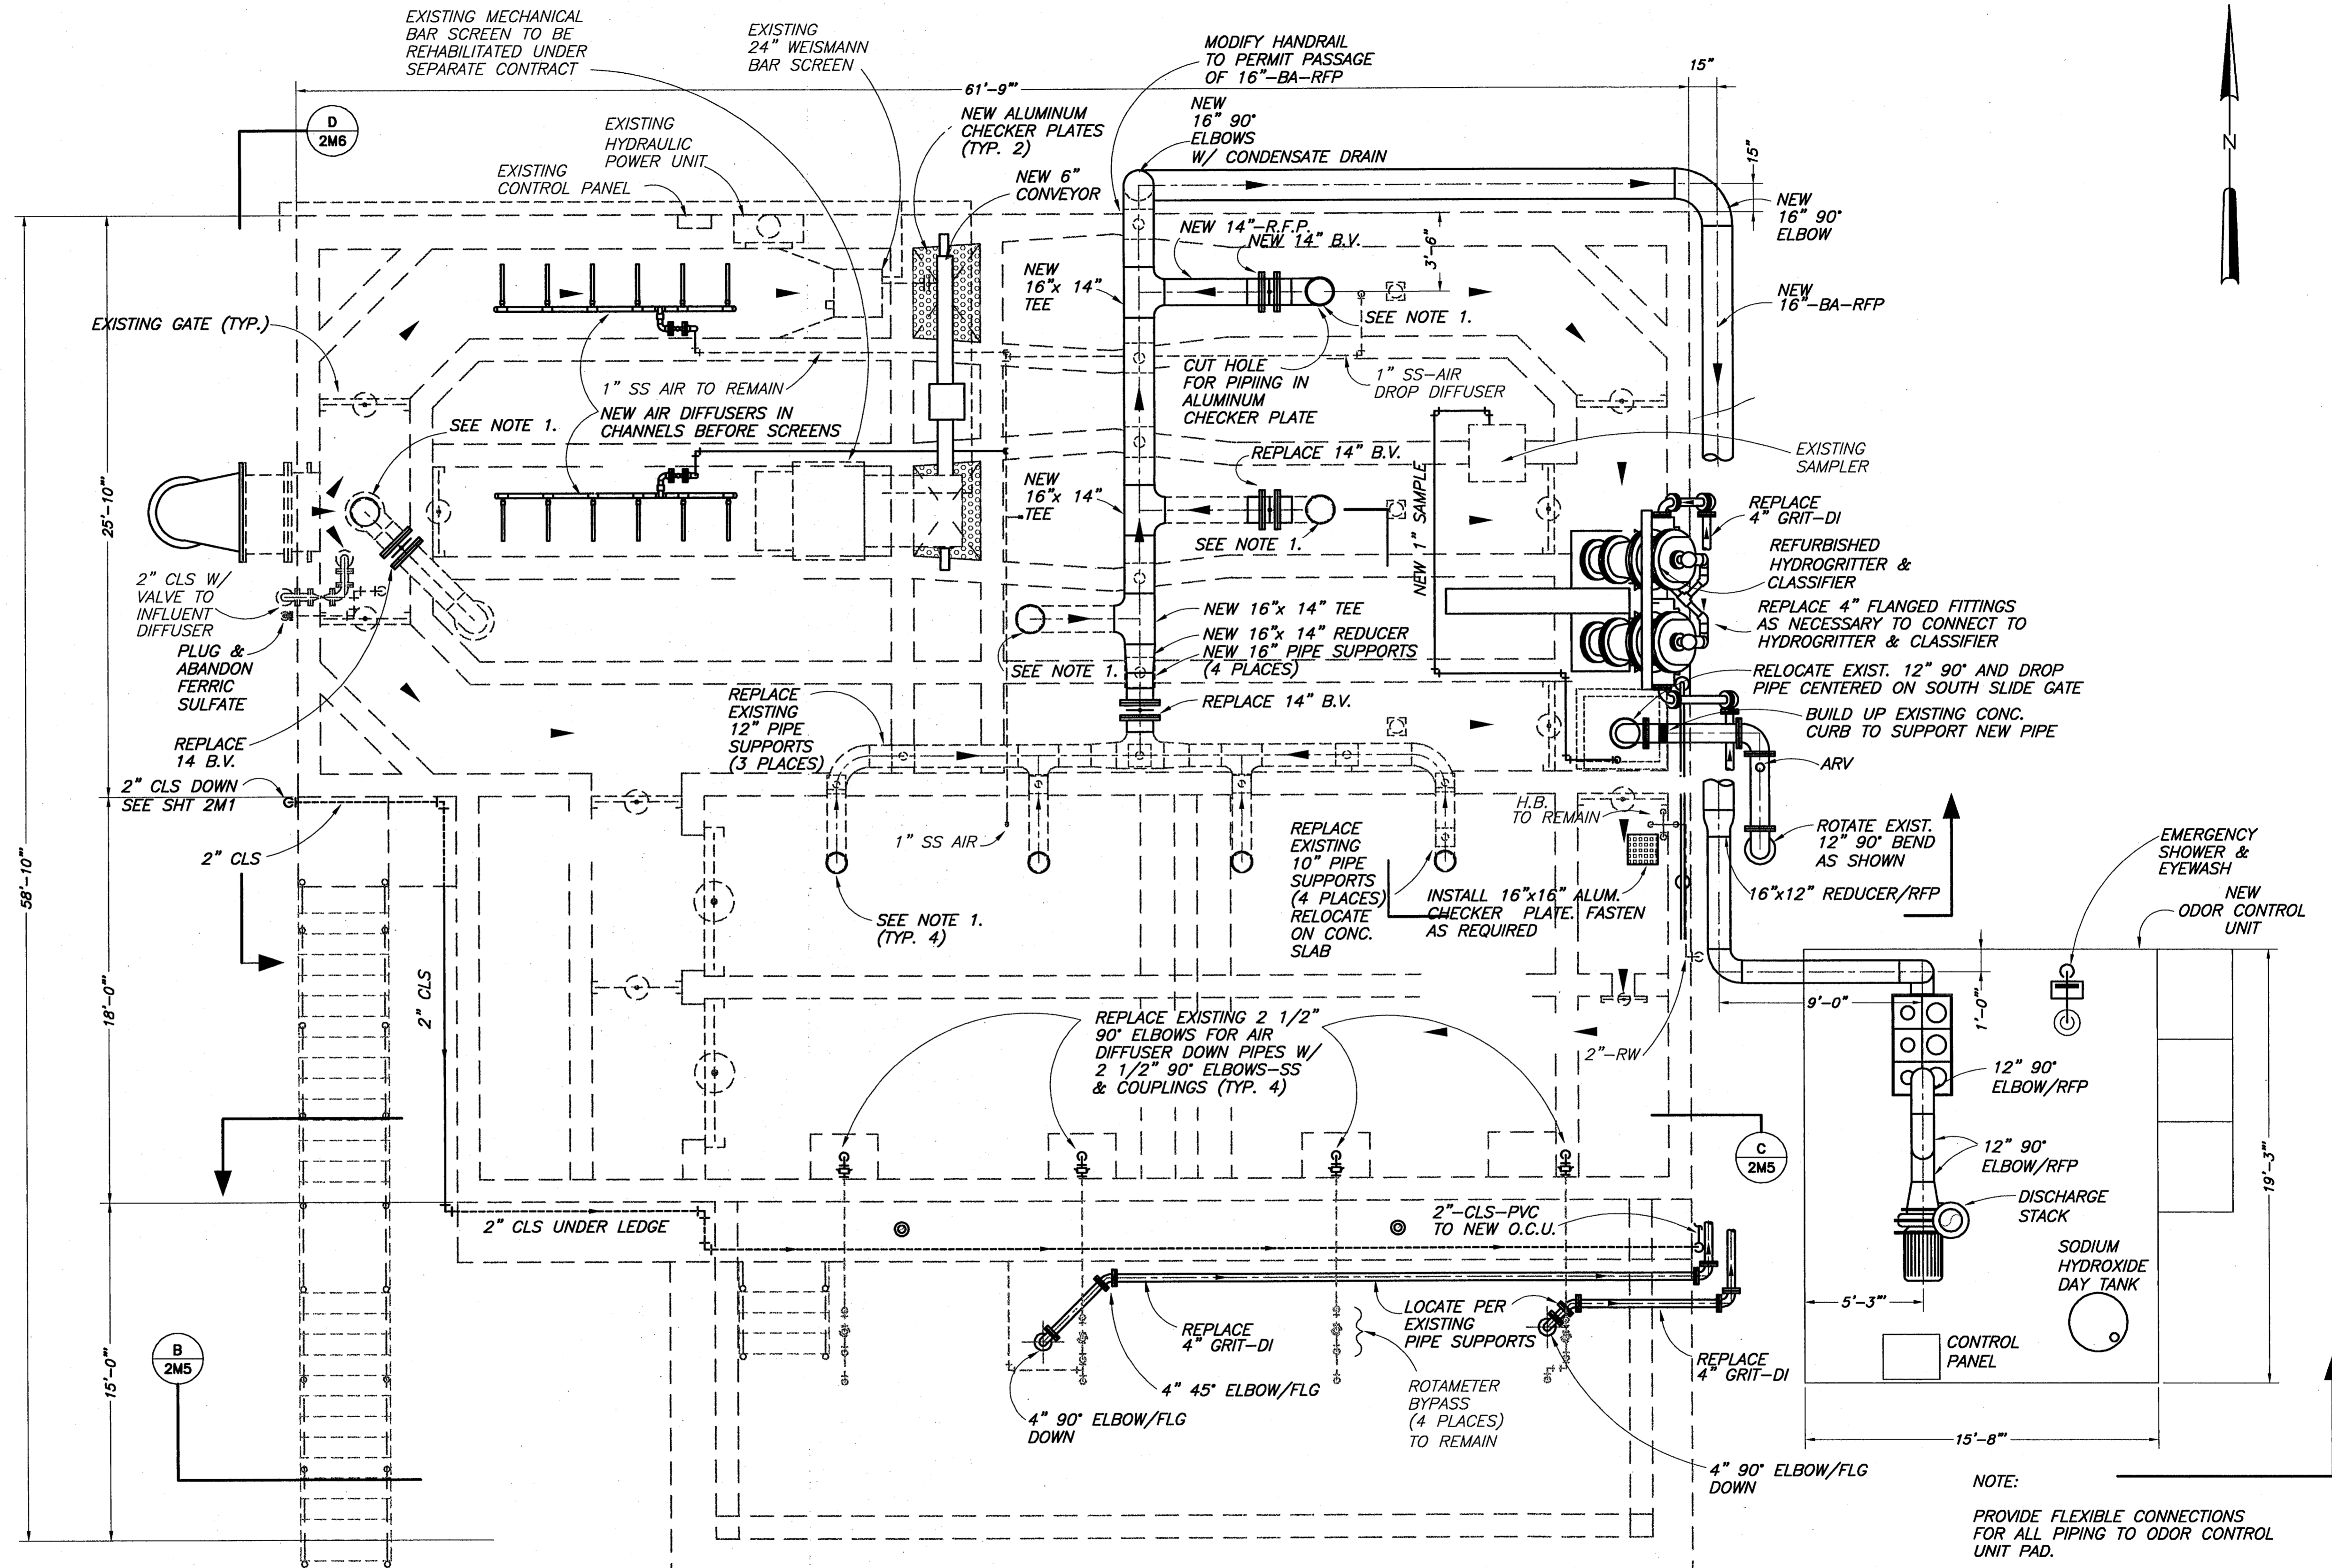 EXISTING MECHANICAL
BAR SCREEN TO BE
REHABILITATED UNDER
SEPARATE CONTRACT
EXISTING
24" WEISMANN
BAR SCREEN
MODIFY HANDRAIL
TO PERMIT PASSAGE
OF 16"-BA-RFP
15"
61'-9"'
D
2M6
EXISTING
HYDRAULIC
POWER UNIT
NEW ALUMINUM
CHECKER PLATES
(TYP. 2)
NEW
16" 90°
ELBOWS
W/ CONDENSATE DRAIN
N
15"
EXISTING
CONTROL PANEL
NEW 6"
CONVEYOR
NEW
16" 90°
ELBOW
NEW 14"-R.F.P.
NEW 14" B.V.
3'-6"
NEW
16"x 14"
TEE
NEW
16"-BA-RFP
EXISTING GATE (TYP.)
SEE NOTE 1.
CUT HOLE
FOR PIPIING IN
ALUMINUM
CHECKER PLATE
1" SS-AIR
DROP DIFFUSER
1" SS AIR TO REMAIN
NEW AIR DIFFUSERS IN
CHANNELS BEFORE SCREENS
SEE NOTE 1.
EXISTING
SAMPLER
REPLACE 14" B.V.
NEW 1" SAMPLE
25'-10"'
NEW
16"x 14"
TEE
SEE NOTE 1.
REPLACE
4" GRIT-DI
REFURBISHED
HYDROGRITTER &
CLASSIFIER
2" CLS W/
VALVE TO
INFLUENT
DIFFUSER
PLUG &
ABANDON
FERRIC
SULFATE
REPLACE 4" FLANGED FITTINGS
AS NECESSARY TO CONNECT TO
HYDROGRITTER & CLASSIFIER
NEW 16"x 14" TEE
NEW 16"x 14" REDUCER
NEW 16" PIPE SUPPORTS
(4 PLACES)
SEE NOTE 1.
RELOCATE EXIST. 12" 90° AND DROP
PIPE CENTERED ON SOUTH SLIDE GATE
REPLACE
EXISTING
12" PIPE
SUPPORTS
(3 PLACES)
REPLACE 14" B.V.
BUILD UP EXISTING CONC.
CURB TO SUPPORT NEW PIPE
REPLACE
14 B.V.
ARV
2" CLS DOWN
SEE SHT 2M1
H.B.
TO REMAIN
2" CLS
1" SS AIR
REPLACE
EXISTING
10" PIPE
SUPPORTS
(4 PLACES)
RELOCATE
ON CONC.
SLAB
ROTATE EXIST.
12" 90° BEND
AS SHOWN
EMERGENCY
SHOWER &
EYEWASH
58'-10"'
16"x12" REDUCER/RFP
NEW
ODOR CONTROL
UNIT
SEE NOTE 1.
(TYP. 4)
INSTALL 16"x16" ALUM.
CHECKER PLATE. FASTEN
AS REQUIRED
2" CLS
18'-0"'
9'-0"
1'-0"'
REPLACE EXISTING 2 1/2"
90° ELBOWS FOR AIR
DIFFUSER DOWN PIPES W/
2 1/2" 90° ELBOWS-SS
& COUPLINGS (TYP. 4)
2"-RW
12" 90°
ELBOW/RFP
C
2M5
12" 90°
ELBOW/RFP
19'-3"'
DISCHARGE
STACK
2" CLS UNDER LEDGE
2"-CLS-PVC
TO NEW O.C.U.
SODIUM
HYDROXIDE
DAY TANK
5'-3"'
B
2M5
15'-0"'
REPLACE
4" GRIT-DI
LOCATE PER
EXISTING
PIPE SUPPORTS
CONTROL
PANEL
REPLACE
4" GRIT-DI
4" 45° ELBOW/FLG
4" 90° ELBOW/FLG
DOWN
ROTAMETER
BYPASS
(4 PLACES)
TO REMAIN
15'-8"'
4" 90° ELBOW/FLG
DOWN
NOTE:
PROVIDE FLEXIBLE CONNECTIONS
FOR ALL PIPING TO ODOR CONTROL
UNIT PAD.